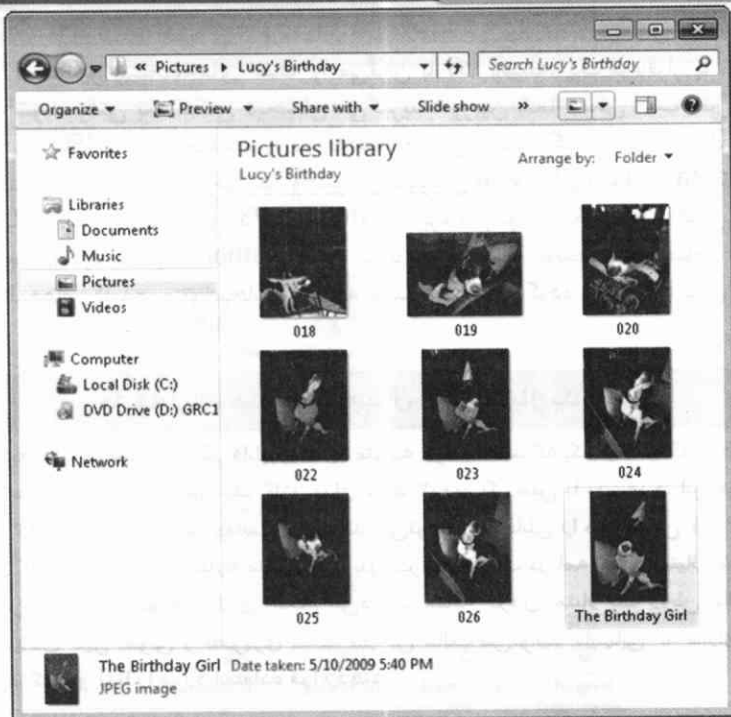 « Pictures ▸ Lucy's Birthday
Search Lucy's Birthday
Organize
Preview
Share with
Slide show
»
Favorites
Libraries
Documents
Music
Pictures
Videos
Computer
Local Disk (C:)
DVD Drive (D:) GRC1
Network
Pictures library
Lucy's Birthday
Arrange by: Folder
018
019
020
022
023
024
025
026
The Birthday Girl
The Birthday Girl Date taken: 5/10/2009 5:40 PM
JPEG image